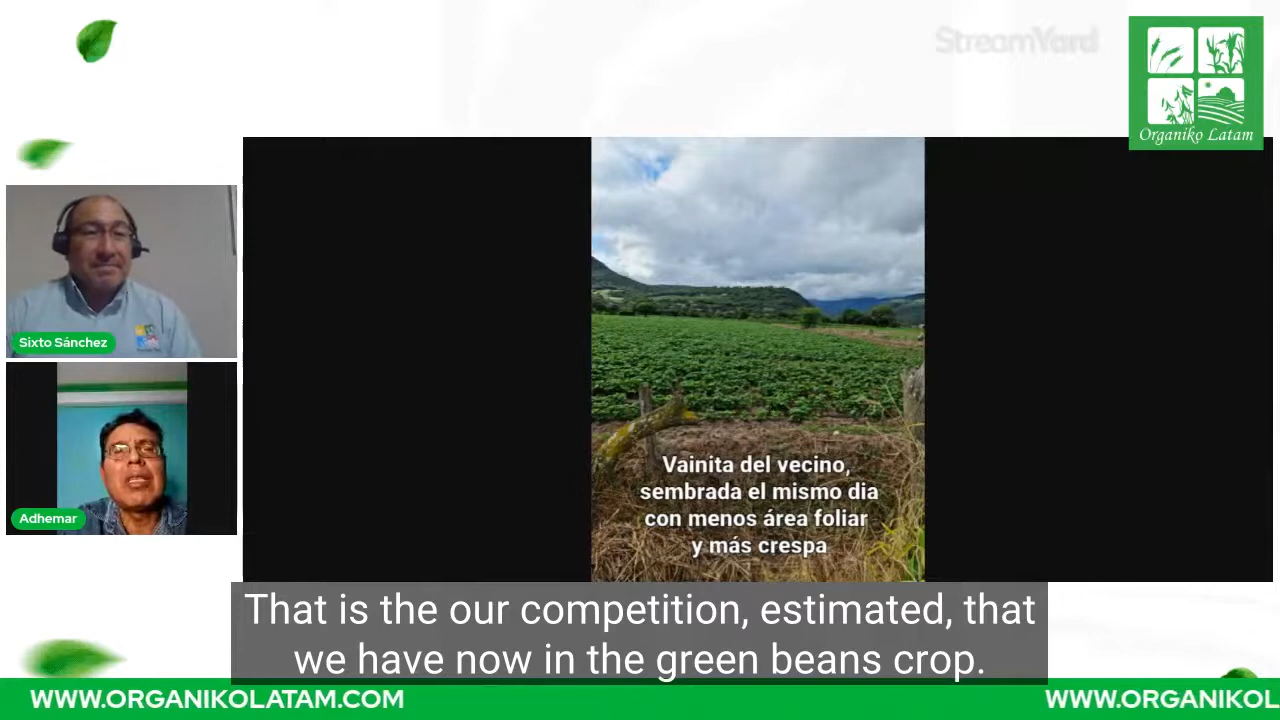 StreamYard
Organiko Latam
Sixto Sánchez
Adhemar
Vainita del vecino,
sembrada el mismo dia
con menos área foliar
y más crespa
That is the our competition, estimated, that
we have now in the green beans crop.
WWW.ORGANIKOLATAM.COM
WWW.ORGANIKOL